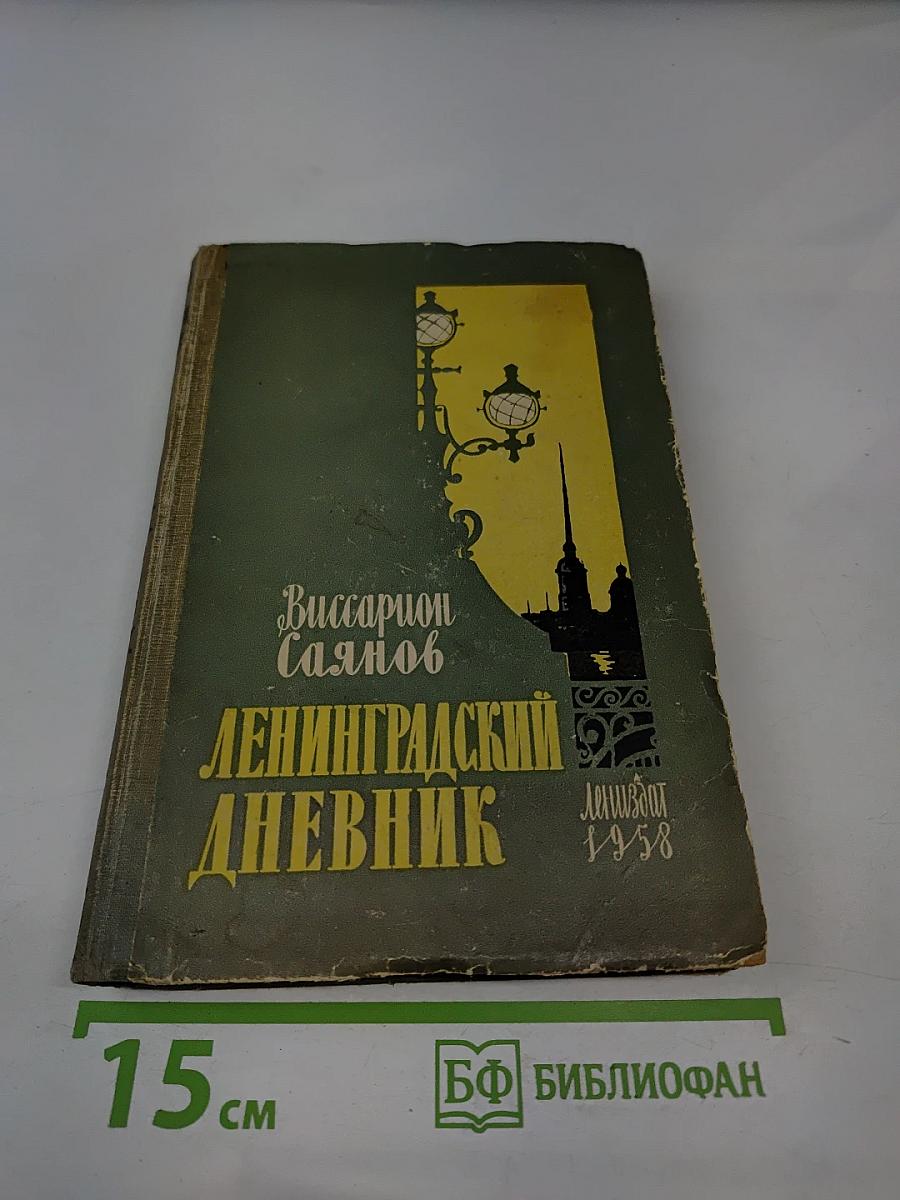 Виссарион
Саянов
ЛЕНИНГРАДСКИЙ
ДНЕВНИК
Лениздат
1958
15 см
БФ БИБЛИОФАН